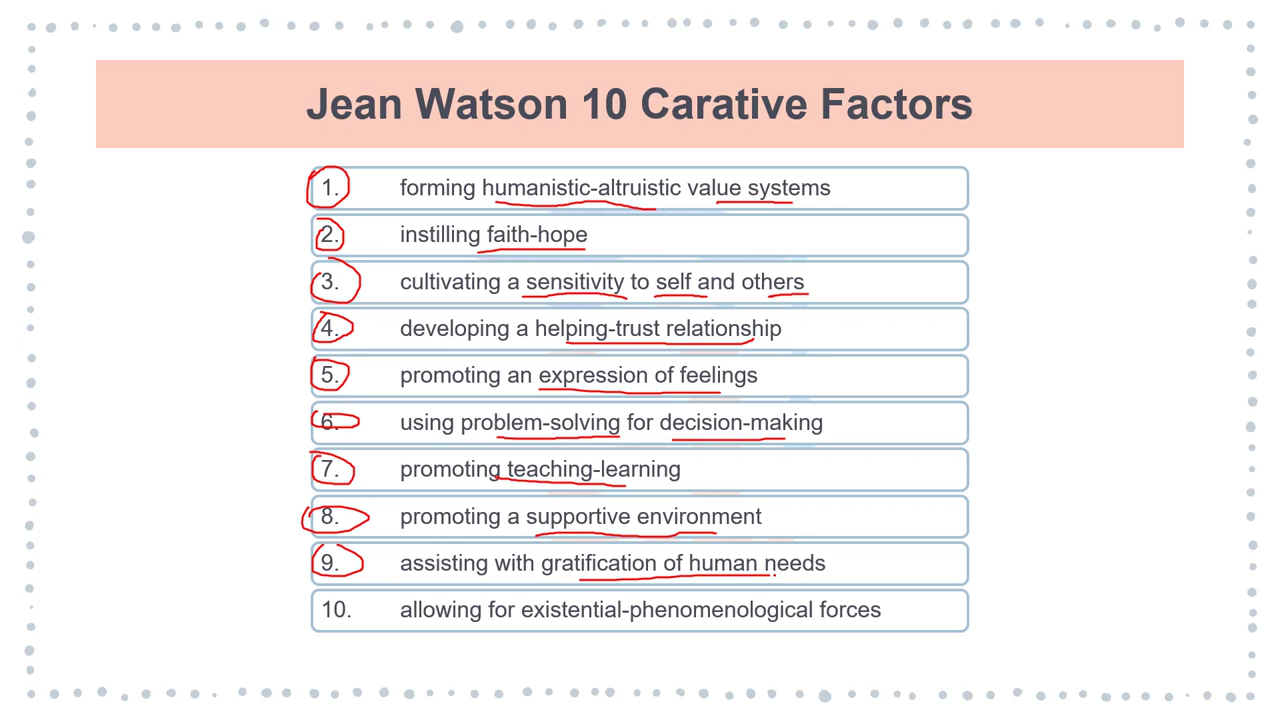 Jean Watson 10 Carative Factors
1. forming humanistic-altruistic value systems
2. instilling faith-hope
3. cultivating a sensitivity to self and others
4. developing a helping-trust relationship
5. promoting an expression of feelings
6. using problem-solving for decision-making
7. promoting teaching-learning
8. promoting a supportive environment
9. assisting with gratification of human needs
10. allowing for existential-phenomenological forces